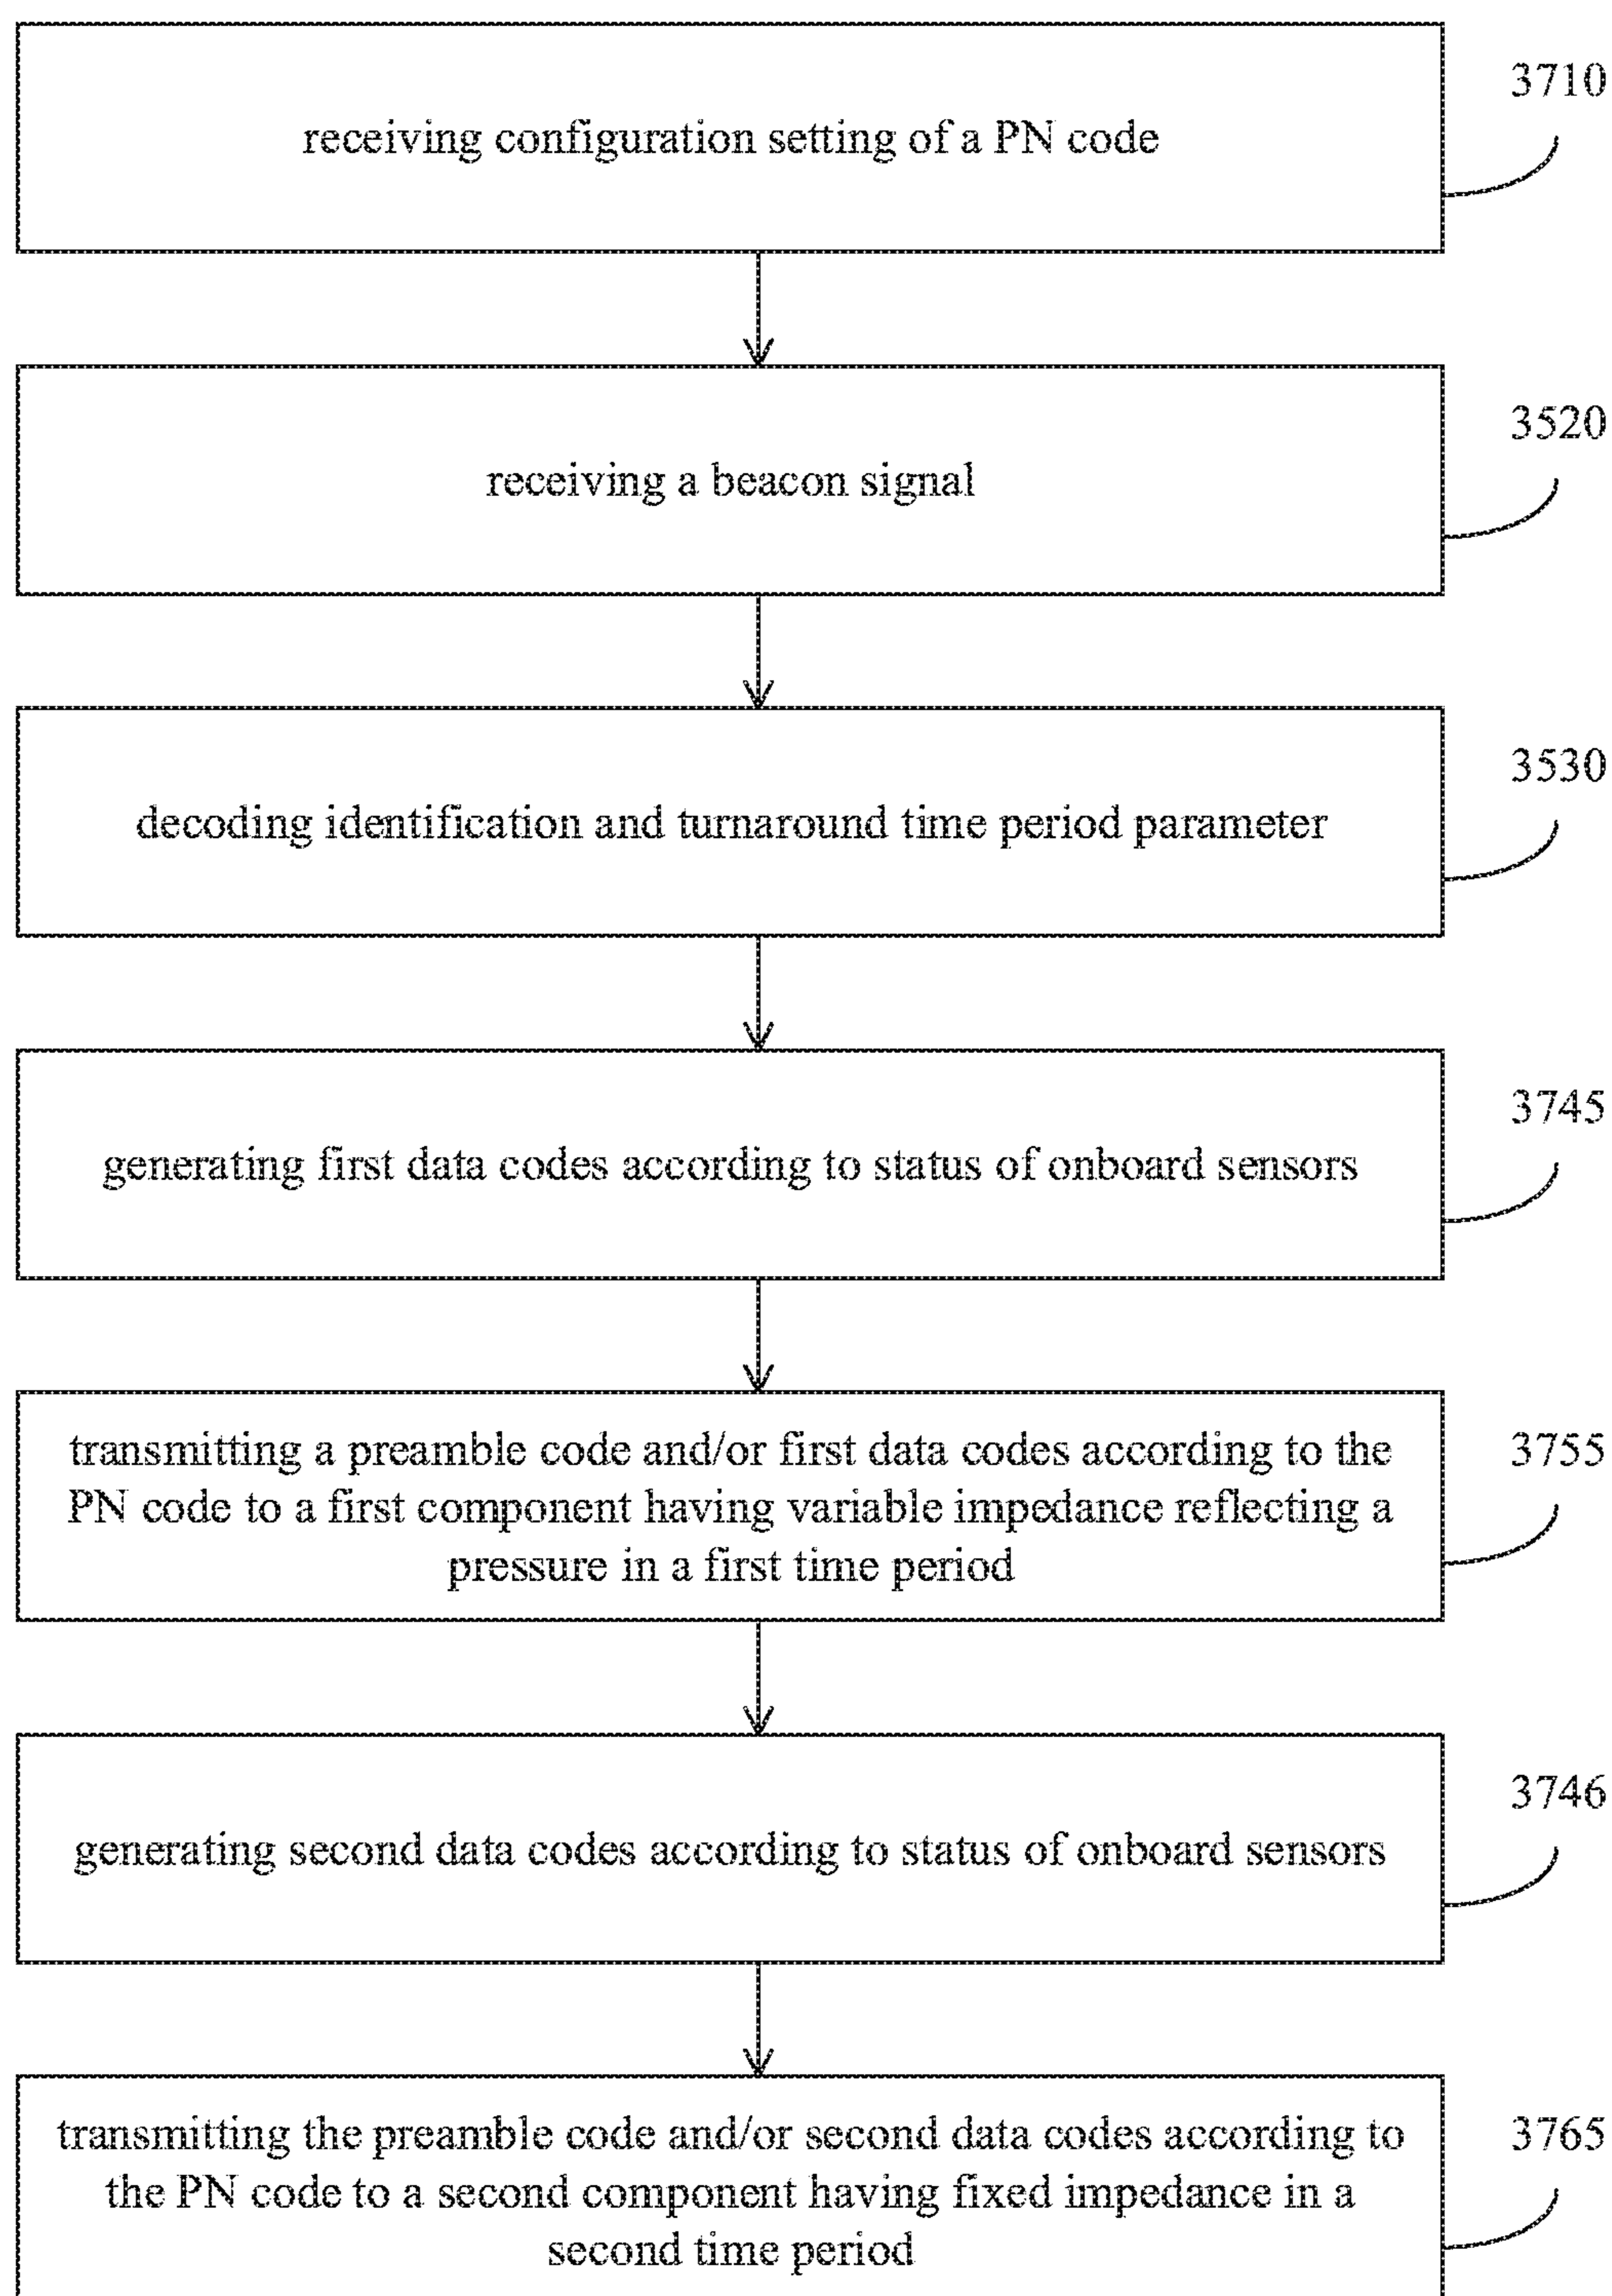 3710
receiving configuration setting of a PN code
3520
receiving a beacon signal
3530
decoding identification and turnaround time period parameter
3745
generating first data codes according to status of onboard sensors
transmitting a preamble code and/or first data codes according to the
3755
PN code to a first component having variable impedance reflecting a
pressure in a first time period
3746
generating second data codes according to status of onboard sensors
transmitting the preamble code and/or second data codes according to
3765
the PN code to a second component having fixed impedance in a
second time period